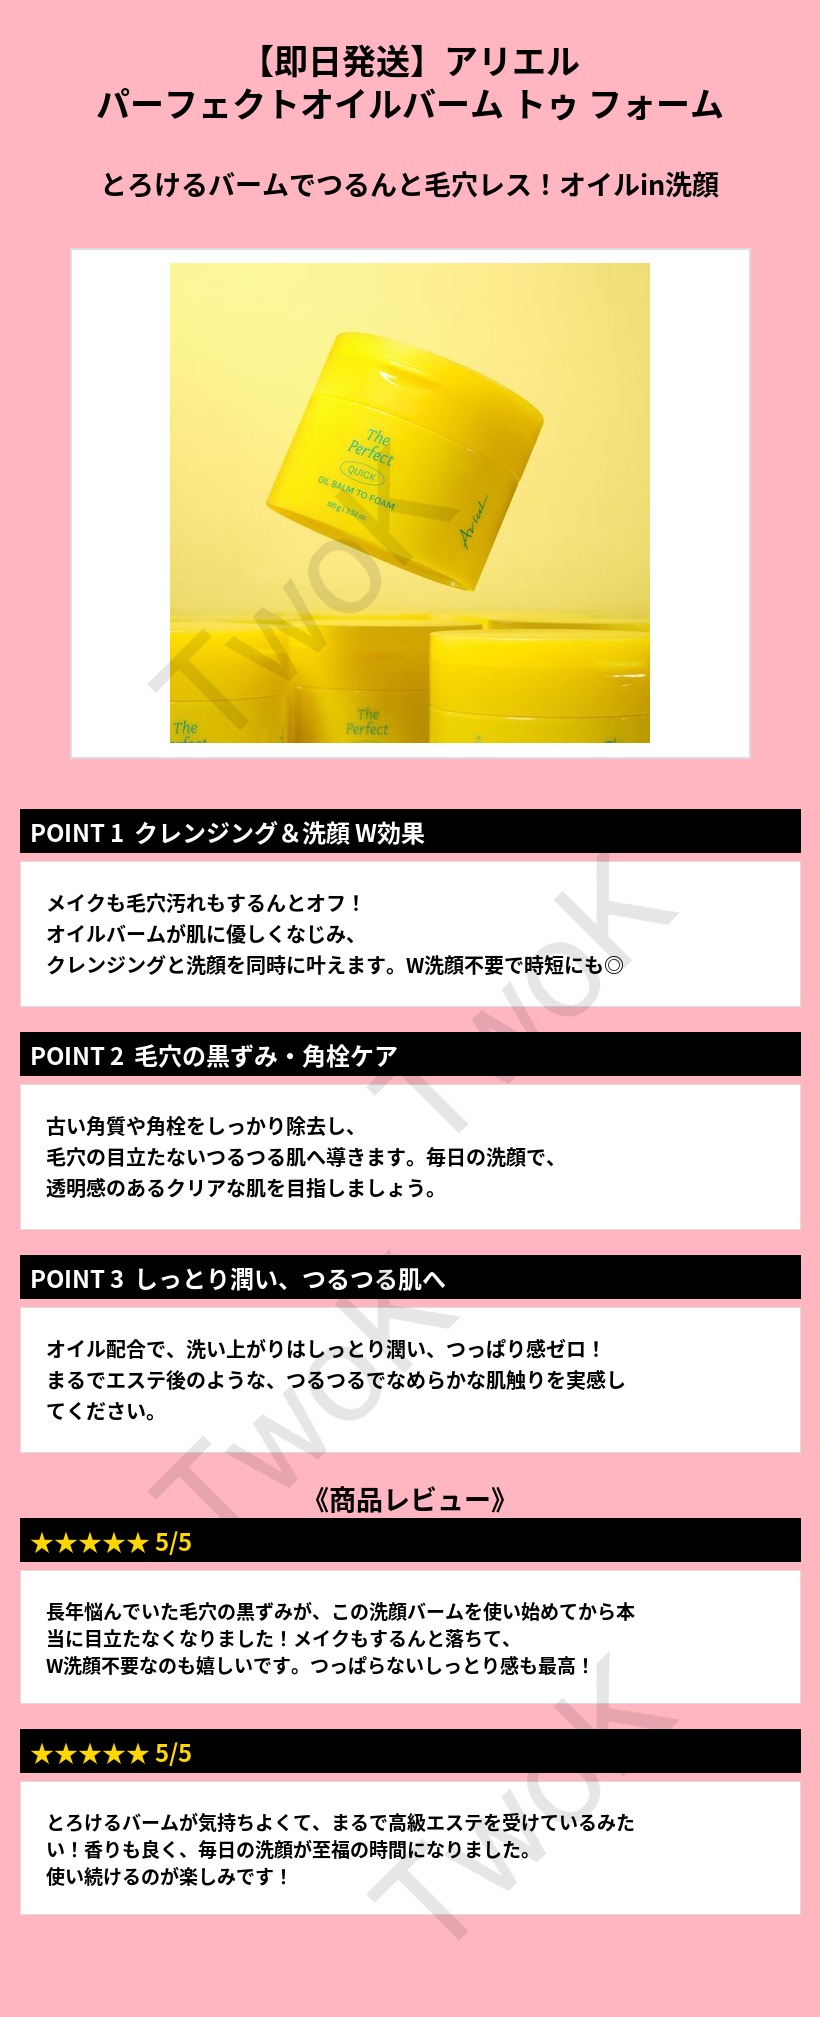 【即日発送】アリエル
パーフェクトオイルバーム トゥ フォーム
とろけるバームでつるんと毛穴レス！オイルin洗顔
The
Perfect
QUICK
OIL BALM TO FOAM
100g | 3.52 oz
Ariel
The
Perfect
The
Perfect
TwoK
POINT 1 クレンジング＆洗顔 W効果
メイクも毛穴汚れもするんとオフ！
オイルバームが肌に優しくなじみ、
クレンジングと洗顔を同時に叶えます。W洗顔不要で時短にも◎
TwoK
POINT 2 毛穴の黒ずみ・角栓ケア
古い角質や角栓をしっかり除去し、
毛穴の目立たないつるつる肌へ導きます。毎日の洗顔で、
透明感のあるクリアな肌を目指しましょう。
POINT 3 しっとり潤い、つるつる肌へ
オイル配合で、洗い上がりはしっとり潤い、つっぱり感ゼロ！
まるでエステ後のような、つるつるでなめらかな肌触りを実感し
てください。
TwoK
《商品レビュー》
★★★★★ 5/5
長年悩んでいた毛穴の黒ずみが、この洗顔バームを使い始めてから本
当に目立たなくなりました！メイクもするんと落ちて、
W洗顔不要なのも嬉しいです。つっぱらないしっとり感も最高！
★★★★★ 5/5
とろけるバームが気持ちよくて、まるで高級エステを受けているみた
い！香りも良く、毎日の洗顔が至福の時間になりました。
使い続けるのが楽しみです！
TwoK